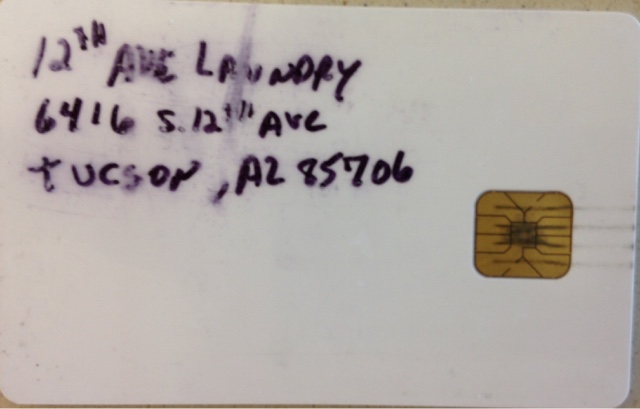 12TH AVE LAUNDRY
6416 S. 12TH AVE
TUCSON, AZ 85706